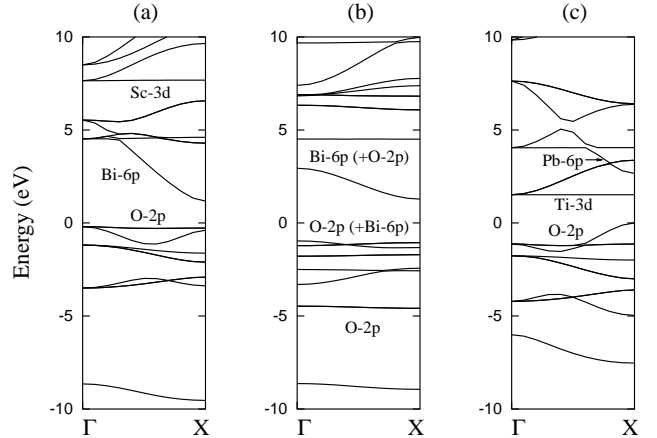 (a)
(b)
(c)
Energy (eV)
10
5
0
-5
-10
Sc-3d
Bi-6p
O-2p
Γ
X
10
5
0
-5
-10
Bi-6p (+O-2p)
O-2p (+Bi-6p)
O-2p
Γ
X
10
5
0
-5
-10
Pb-6p
Ti-3d
O-2p
Γ
X